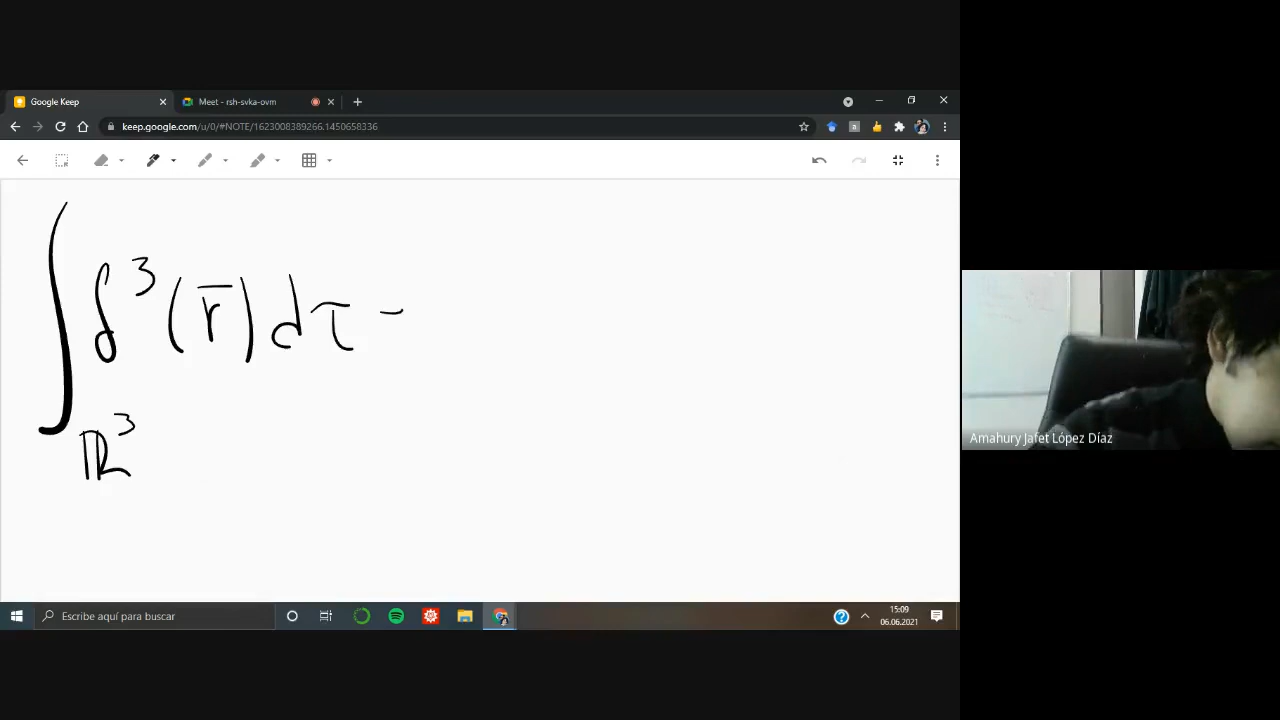 Google Keep
Meet - rsh-svka-ovm
keep.google.com/u/0/#NOTE/1623008389266.1450658336
a
∫ δ³(r̅)dτ -
ℝ³
Amahury Jafet López Díaz
Escribe aquí para buscar
15:09
06.06.2021